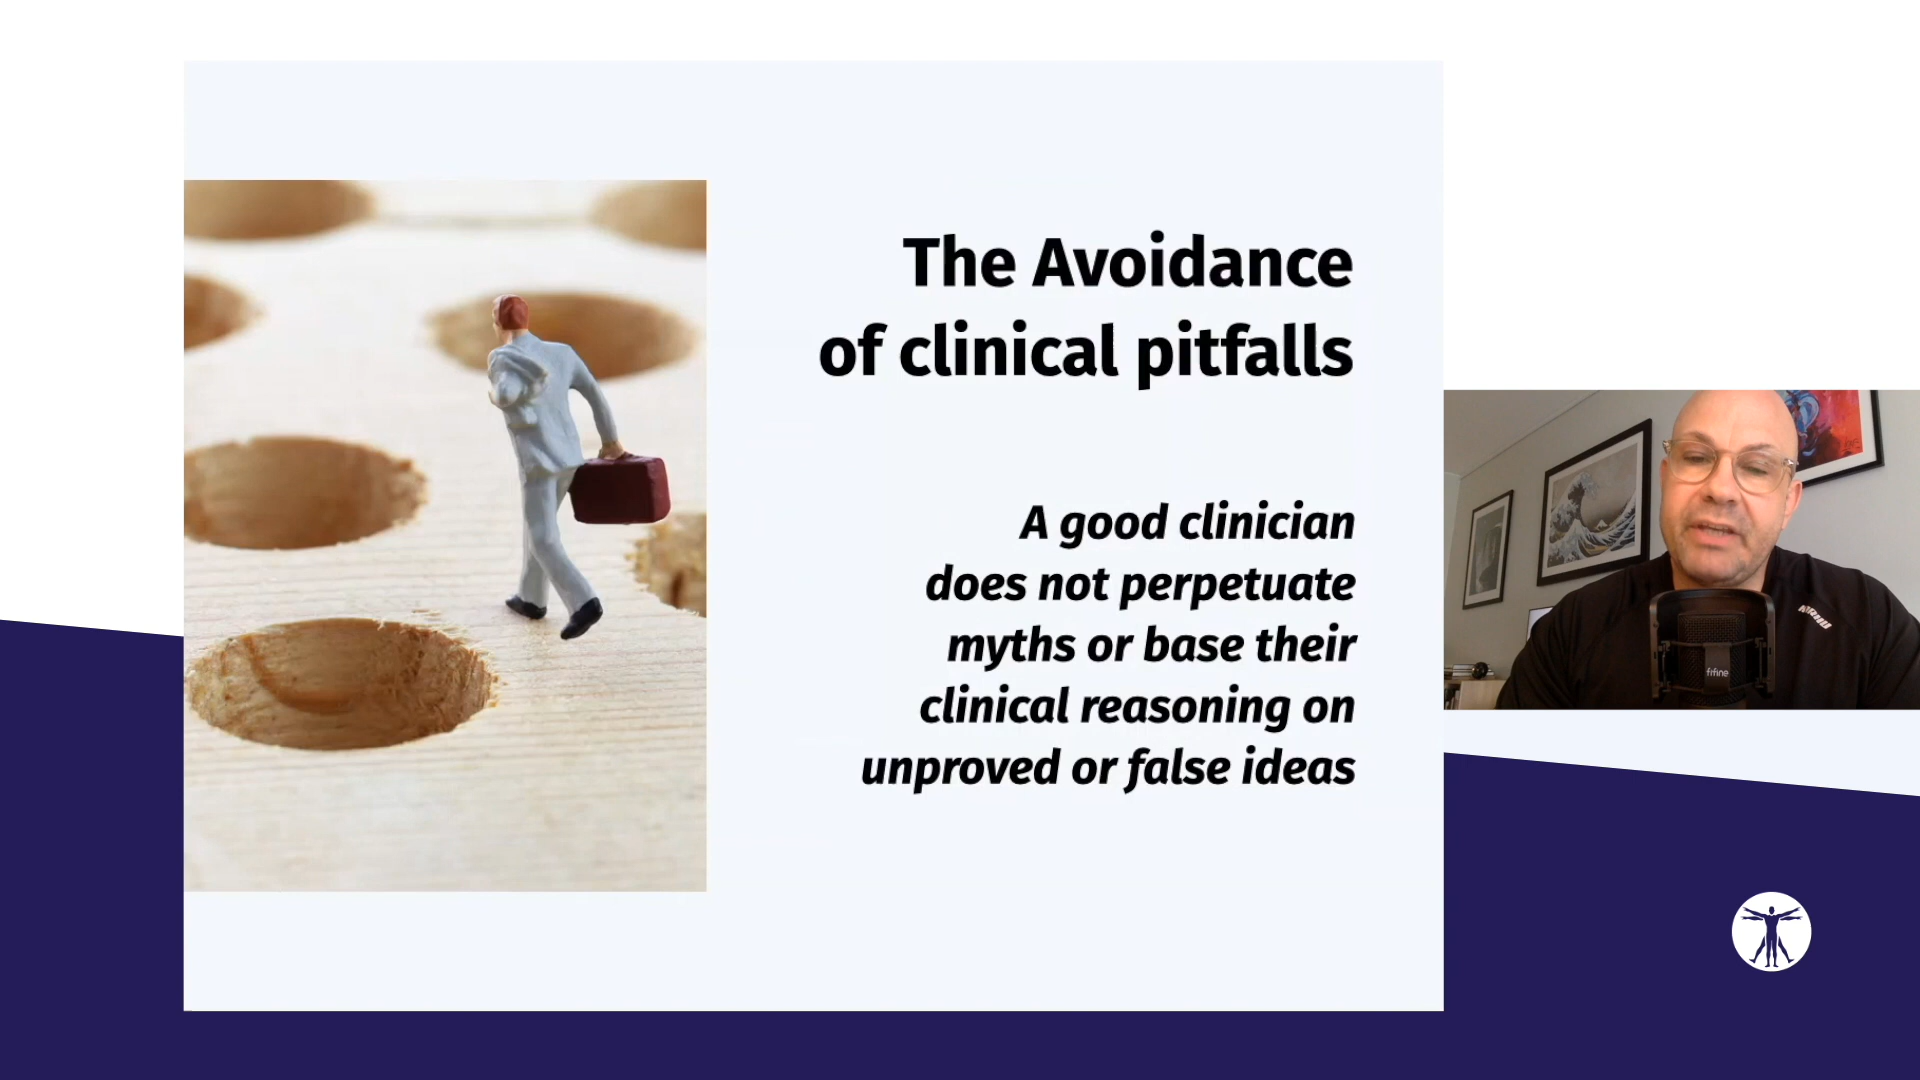 The Avoidance
of clinical pitfalls
A good clinician
does not perpetuate
myths or base their
clinical reasoning on
unproved or false ideas
fifine